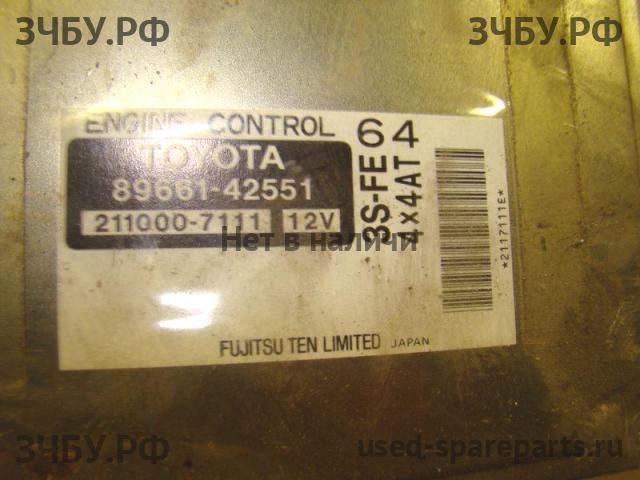 ЗЧБУ.РФ
ЗЧБУ.РФ
ENGINE CONTROL
TOYOTA
89661-42551
211000-7111 12V
64
3S-FE
4x4AT
*2117111E*
Нет в наличи
FUJITSU TEN LIMITED JAPAN
ЗЧБУ.РФ
used-spareparts.ru